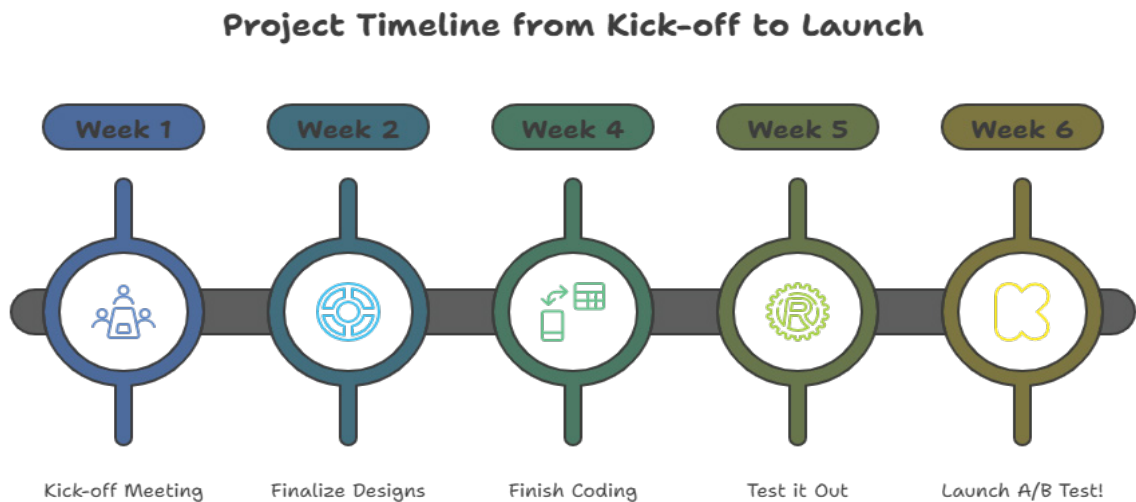 Project Timeline from Kick-off to Launch
Week 1
Week 2
Week 4
Week 5
Week 6
R
Kick-off Meeting
Finalize Designs
Finish Coding
Test it Out
Launch A/B Test!